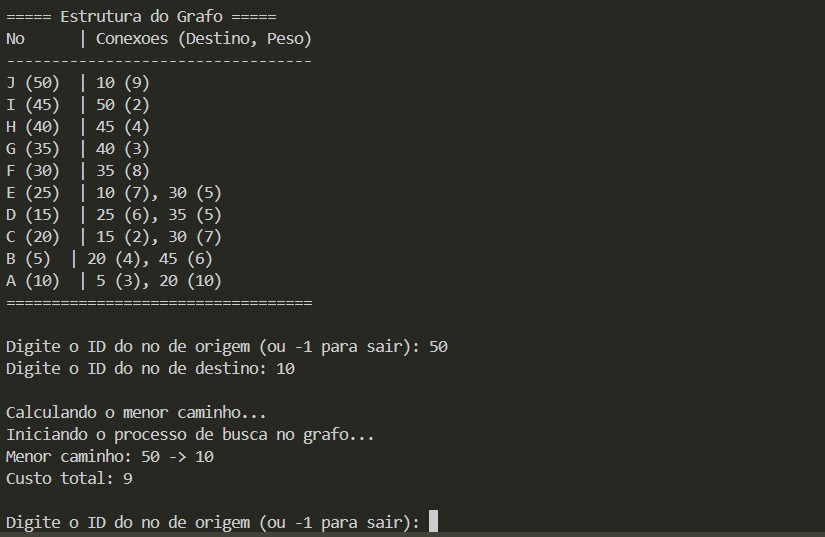 ===== Estrutura do Grafo =====
No      | Conexoes (Destino, Peso)
----------------------------------
J (50)  | 10 (9)
I (45)  | 50 (2)
H (40)  | 45 (4)
G (35)  | 40 (3)
F (30)  | 35 (8)
E (25)  | 10 (7), 30 (5)
D (15)  | 25 (6), 35 (5)
C (20)  | 15 (2), 30 (7)
B (5)  | 20 (4), 45 (6)
A (10)  | 5 (3), 20 (10)
==================================
Digite o ID do no de origem (ou -1 para sair): 50
Digite o ID do no de destino: 10
Calculando o menor caminho...
Iniciando o processo de busca no grafo...
Menor caminho: 50 -> 10
Custo total: 9
Digite o ID do no de origem (ou -1 para sair):